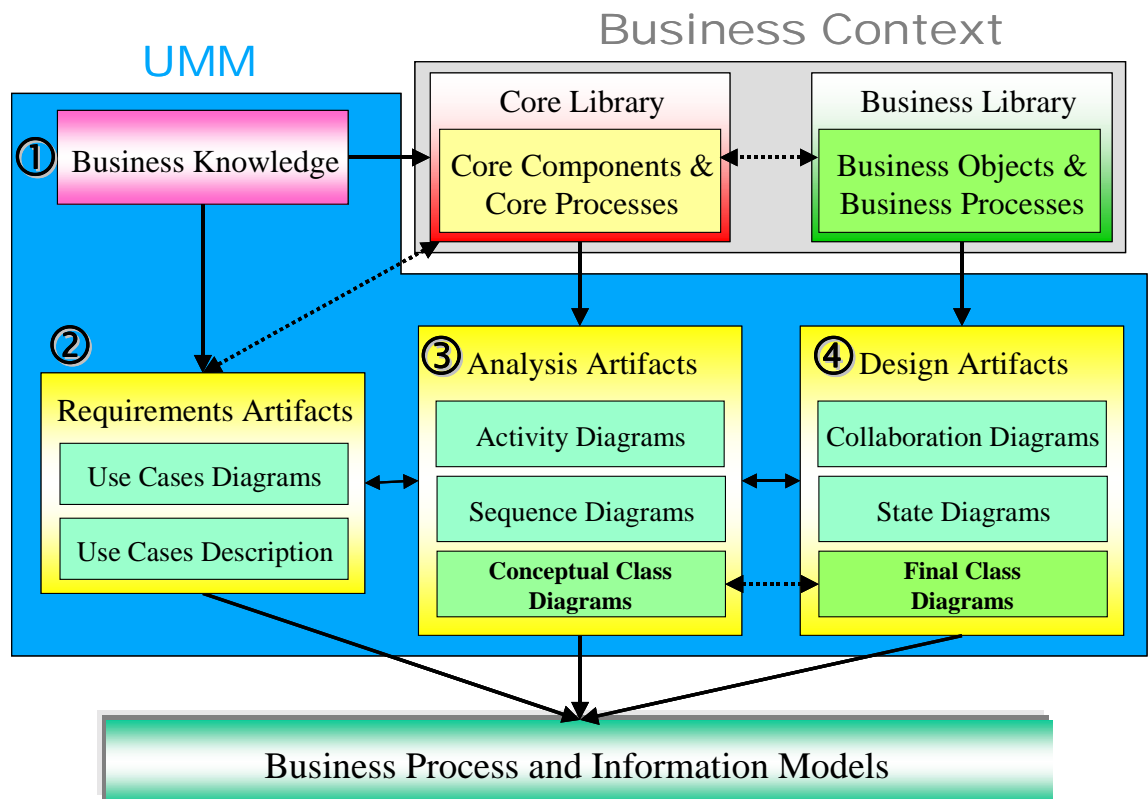 Business Context
UMM
Core Library
Business Library
①
Business Knowledge
Core Components &
Core Processes
Business Objects &
Business Processes
②
Requirements Artifacts
Use Cases Diagrams
Use Cases Description
③
Analysis Artifacts
Activity Diagrams
Sequence Diagrams
Conceptual Class
Diagrams
④
Design Artifacts
Collaboration Diagrams
State Diagrams
Final Class
Diagrams
Business Process and Information Models